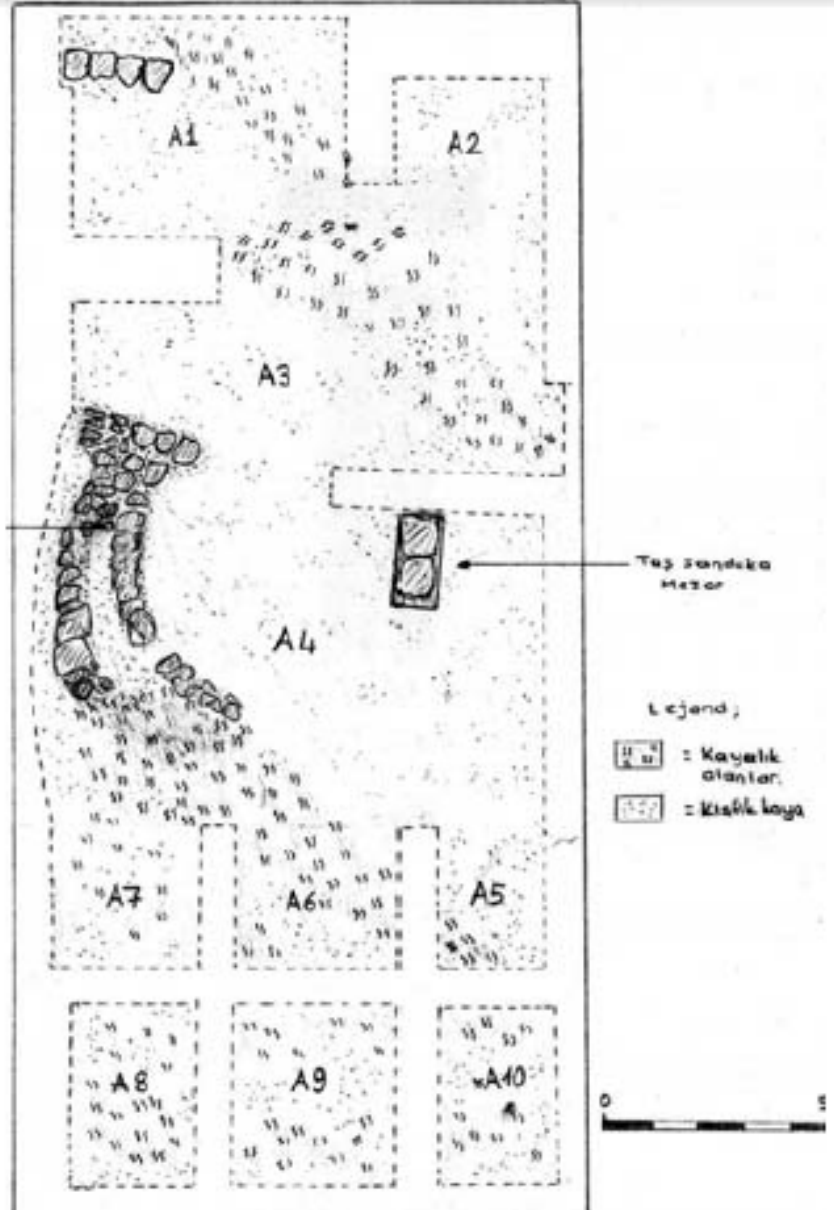 A1
A2
A3
Taş sandıka
Mezar
A4
Lejand;
= Kayalık
alanlar.
= Kislik kaya
A7
A6
A5
A8
A9
A10
0
5